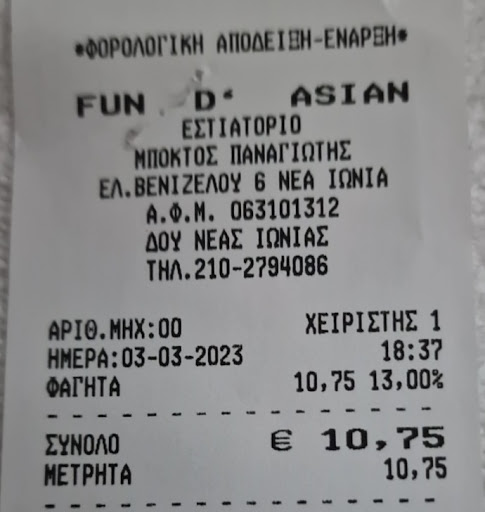 *ΦΟΡΟΛΟΓΙΚΗ ΑΠΟΔΕΙΞΗ-ΕΝΑΡΞΗ*
FUN D' ASIAN
ΕΣΤΙΑΤΟΡΙΟ
ΜΠΟΚΤΟΣ ΠΑΝΑΓΙΩΤΗΣ
ΕΛ.ΒΕΝΙΖΕΛΟΥ 6 ΝΕΑ ΙΩΝΙΑ
Α.Φ.Μ. 063101312
ΔΟΥ ΝΕΑΣ ΙΩΝΙΑΣ
ΤΗΛ.210-2794086
ΑΡΙΘ.ΜΗΧ:00 ΧΕΙΡΙΣΤΗΣ 1
ΗΜΕΡΑ:03-03-2023 18:37
ΦΑΓΗΤΑ 10,75 13,00%
ΣΥΝΟΛΟ € 10,75
ΜΕΤΡΗΤΑ 10,75